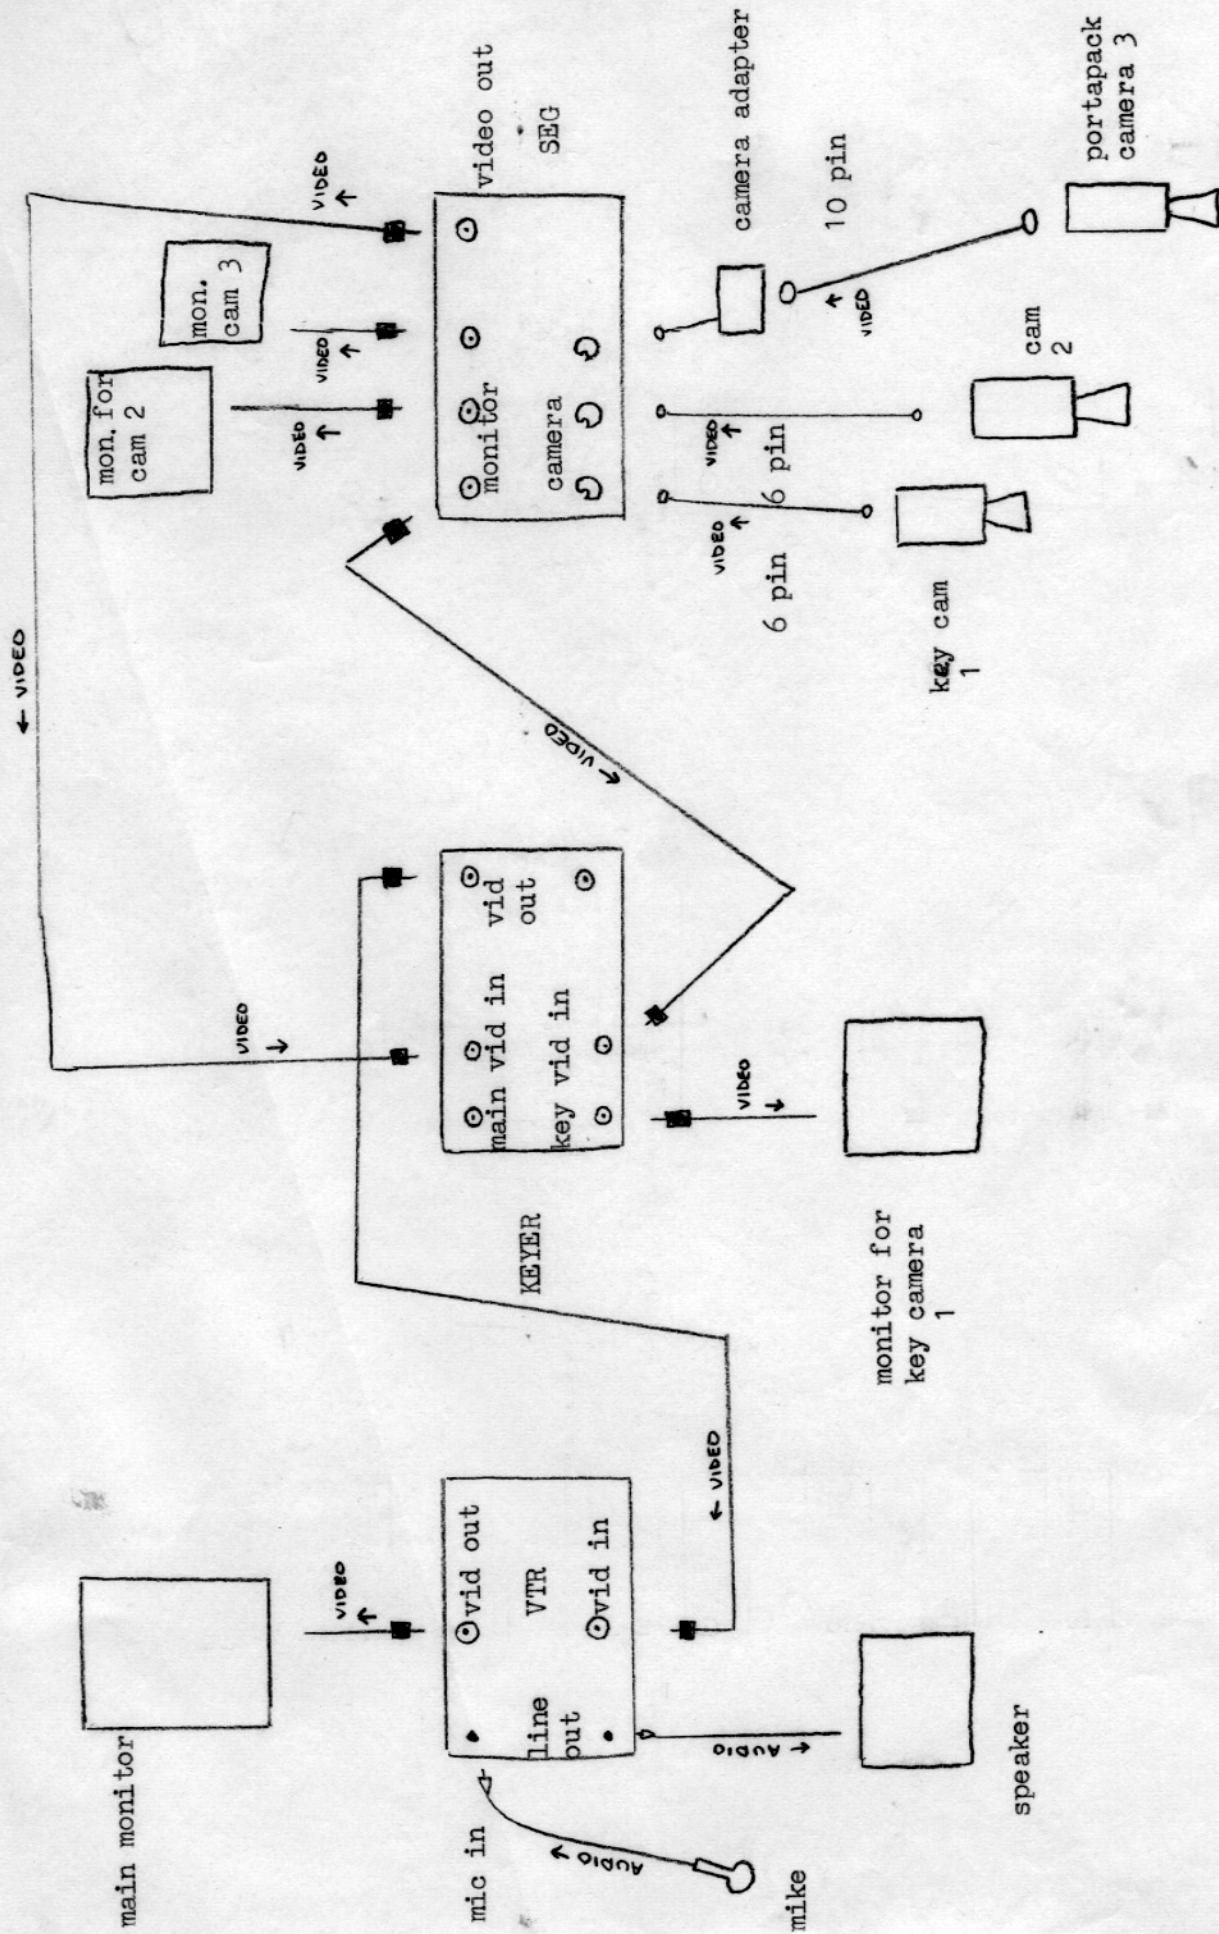 main monitor
VIDEO
↑
vid out
VTR
vid in
line
out
mic in
AUDIO →
mike
AUDIO →
speaker
← VIDEO
KEYER
main vid in
vid
out
key vid in
VIDEO
↓
VIDEO
↓
monitor for
key camera
1
← VIDEO
← VIDEO
mon. for
cam 2
mon.
cam 3
VIDEO
↑
VIDEO
↑
VIDEO
↑
video out
SEG
monitor
camera
VIDEO
↑
6 pin
VIDEO
↑
6 pin
camera adapter
10 pin
VIDEO
↑
key cam
1
cam
2
portapack
camera 3